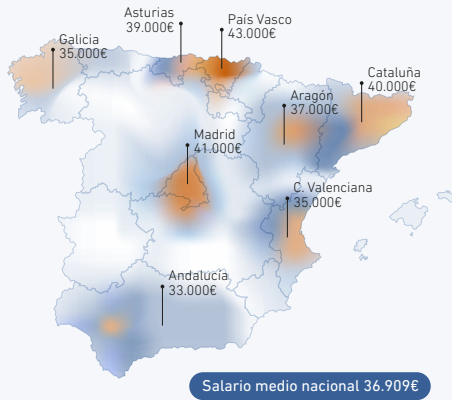 Asturias
39.000€
País Vasco
43.000€
Galicia
35.000€
Cataluña
40.000€
Aragón
37.000€
Madrid
41.000€
C. Valenciana
35.000€
Andalucía
33.000€
Salario medio nacional 36.909€